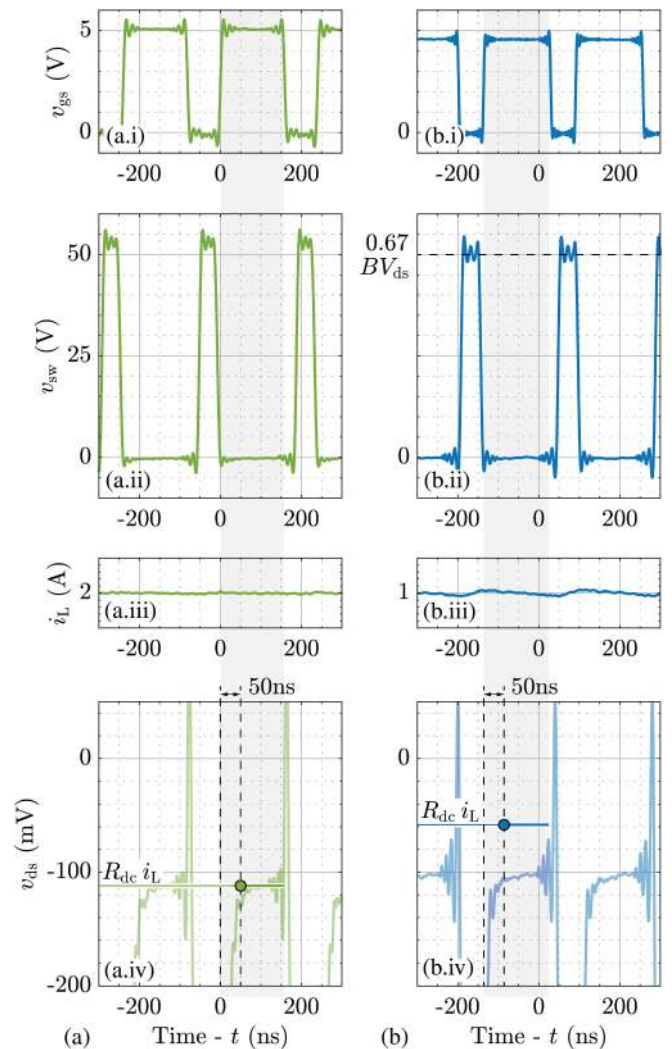 5
0
v_gs (V)
(a.i)
(b.i)
0
-200 0 200
-200 0 200
50
25
0
v_sw (V)
0.67
BV_ds
(a.ii)
(b.ii)
0
-200 0 200
-200 0 200
i_L (A)
2
(a.iii)
1
(b.iii)
-200 0 200
-200 0 200
50ns
50ns
0
-100
-200
v_ds (mV)
R_dc i_L
(a.iv)
0
R_dc i_L
(b.iv)
-200 0 200
-200 0 200
(a) Time - t (ns)
(b) Time - t (ns)